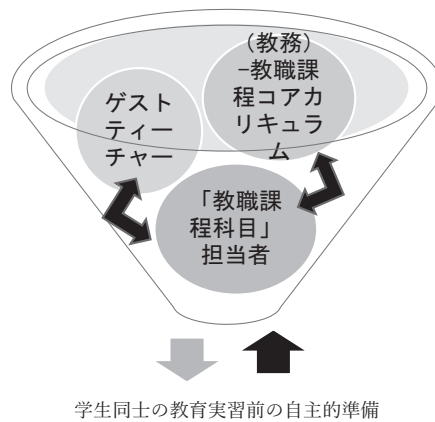 ゲスト
ティー
チャー
(教務)
-教職課
程コアカ
リキュラ
ム
「教職課
程科目」
担当者
学生同士の教育実習前の自主的準備